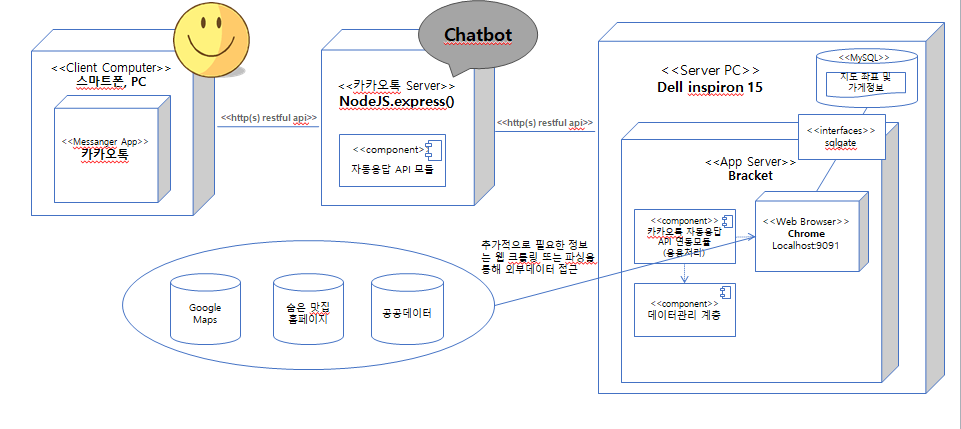 <<Client Computer>>
스마트폰, PC
<<Messanger App>>
카카오톡
<<http(s) restful api>>
Chatbot
<<카카오톡 Server>>
NodeJS.express()
<<component>>
자동응답 API 모듈
<<http(s) restful api>>
<<Server PC>>
Dell inspiron 15
<<MySQL>>
지도 좌표 및
가게정보
<<interfaces>>
sqlgate
<<App Server>>
Bracket
<<component>>
카카오톡 자동응답
API 연동모듈
(응용처리)
<<Web Browser>>
Chrome
Localhost:9091
<<component>>
데이터관리 계층
추가적으로 필요한 정보
는 웹 크롤링 또는 파싱을
통해 외부데이터 접근
Google
Maps
숨은 맛집
홈페이지
공공데이터